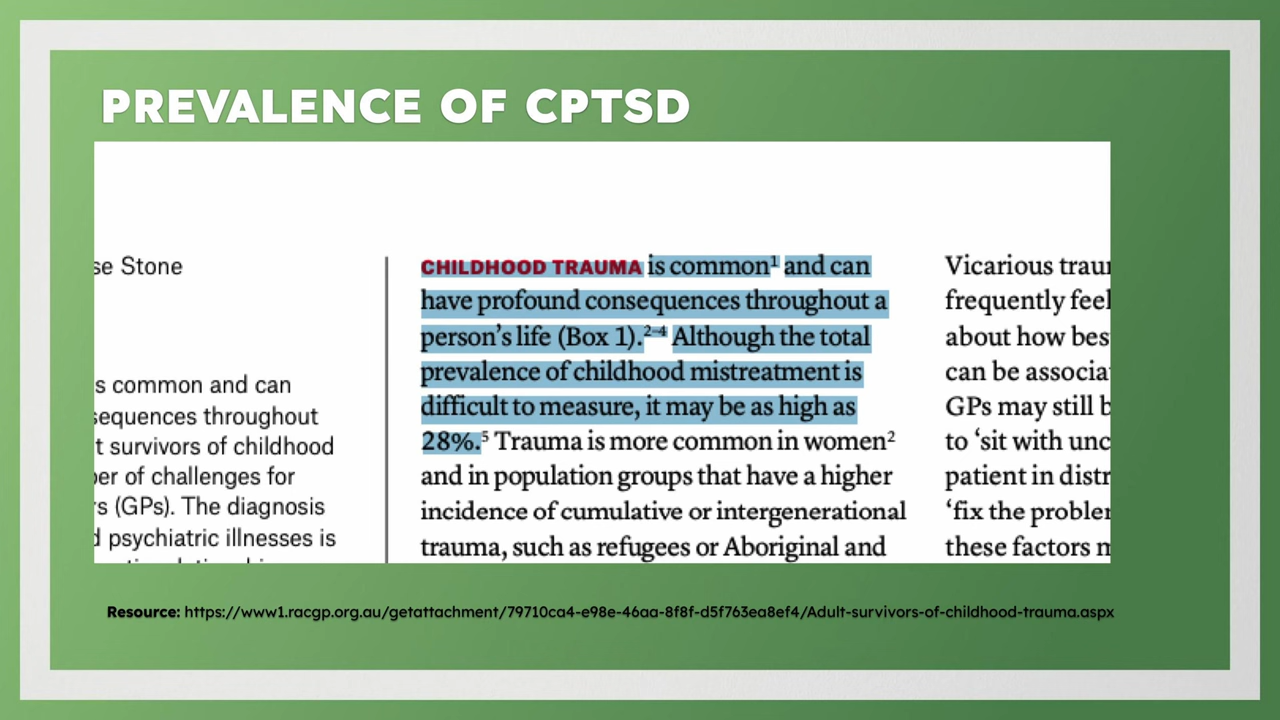 PREVALENCE OF CPTSD
se Stone
s common and can
sequences throughout
t survivors of childhood
er of challenges for
s (GPs). The diagnosis
d psychiatric illnesses is
CHILDHOOD TRAUMA is common¹ and can
have profound consequences throughout a
person’s life (Box 1).²⁻⁴ Although the total
prevalence of childhood mistreatment is
difficult to measure, it may be as high as
28%.⁵ Trauma is more common in women²
and in population groups that have a higher
incidence of cumulative or intergenerational
trauma, such as refugees or Aboriginal and
Vicarious traum
frequently feel
about how bes
can be associa
GPs may still b
to ‘sit with unc
patient in distr
‘fix the probler
these factors m
Resource: https://www1.racgp.org.au/getattachment/79710ca4-e98e-46aa-8f8f-d5f763ea8ef4/Adult-survivors-of-childhood-trauma.aspx